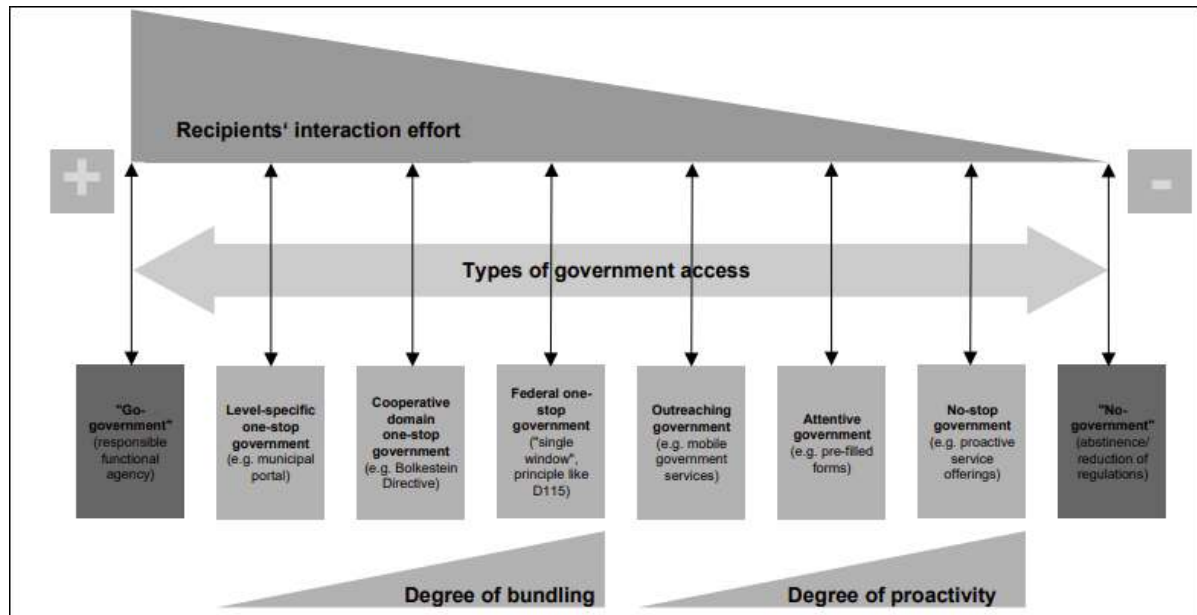 Recipients‘ interaction effort
+
-
Types of government access
"Go-
government"
(responsible
functional
agency)
Level-specific
one-stop
government
(e.g. municipal
portal)
Cooperative
domain
one-stop
government
(e.g. Bolkestein
Directive)
Federal one-
stop
government
("single
window",
principle like
D115)
Outreaching
government
(e.g. mobile
government
services)
Attentive
government
(e.g. pre-filled
forms)
No-stop
government
(e.g. proactive
service
offerings)
"No-
government"
(abstinence/
reduction of
regulations)
Degree of bundling
Degree of proactivity